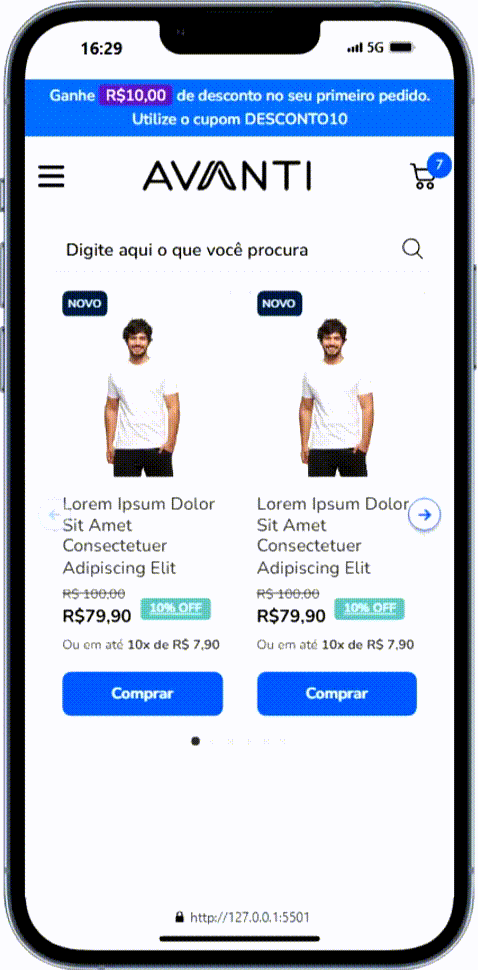 16:29
5G
Ganhe R$10,00 de desconto no seu primeiro pedido.
Utilize o cupom DESCONTO10
AVANTI
7
Digite aqui o que você procura
NOVO
Lorem Ipsum Dolor
Sit Amet
Consectetuer
Adipiscing Elit
R$ 100,00
R$79,90 10% OFF
Ou em até 10x de R$ 7,90
Comprar
NOVO
Lorem Ipsum Dolor
Sit Amet
Consectetuer
Adipiscing Elit
R$ 100,00
R$79,90 10% OFF
Ou em até 10x de R$ 7,90
Comprar
http://127.0.0.1:5501